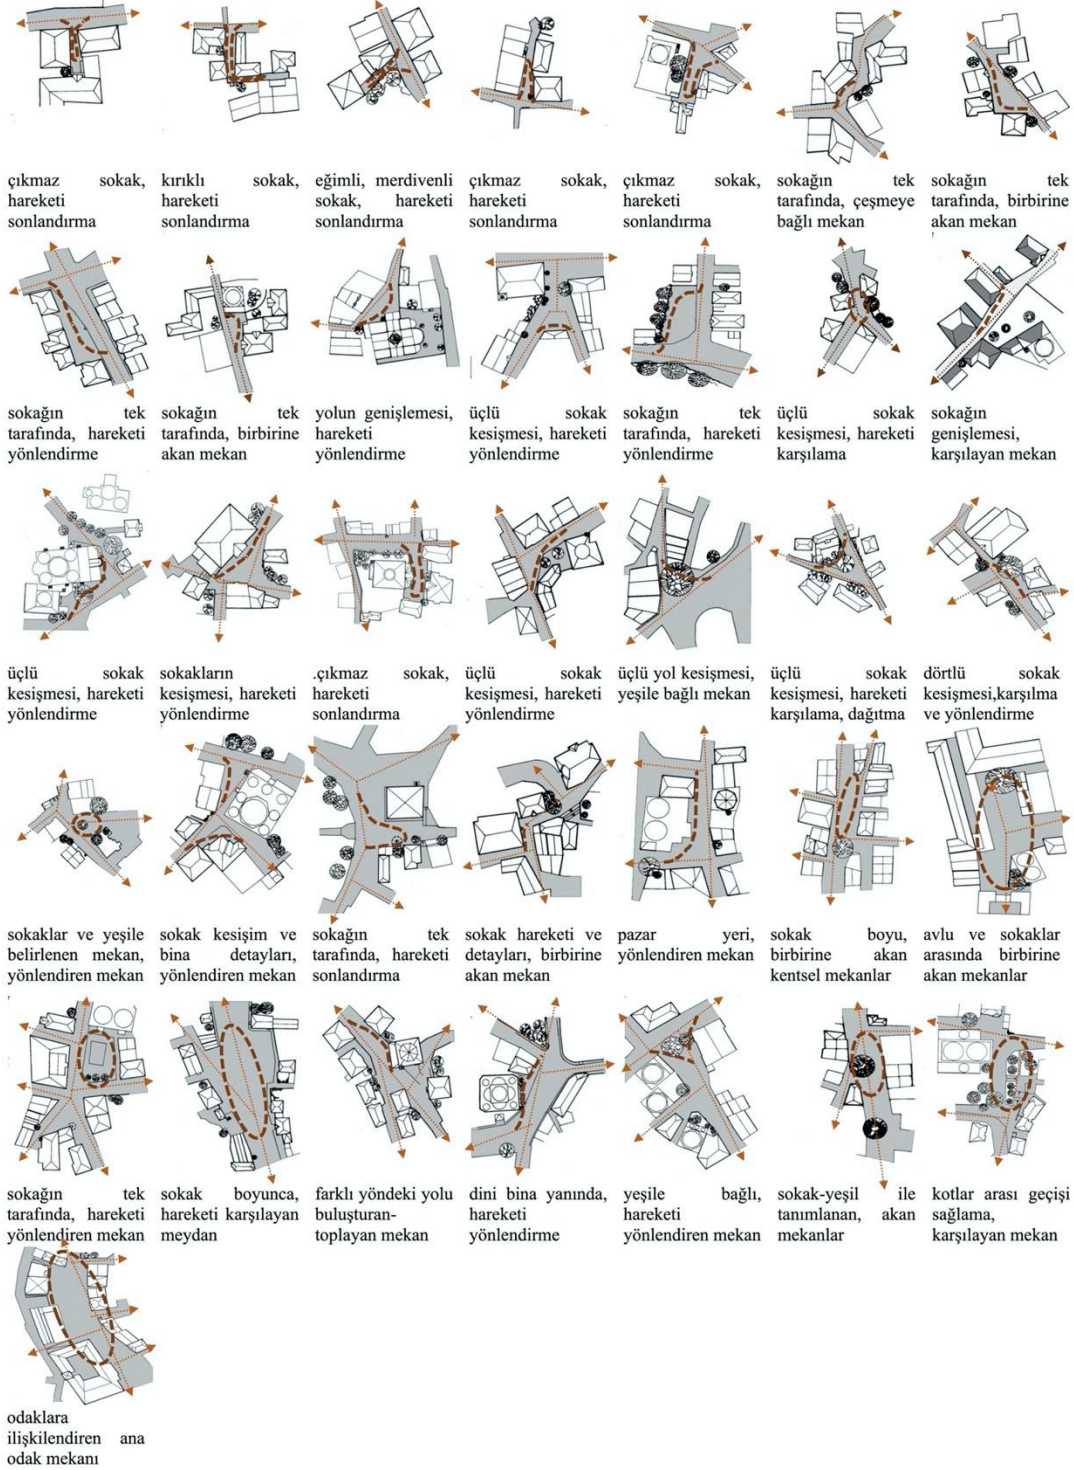 çıkmaz sokak,
hareketi
sonlandırma
kırıklı sokak,
hareketi
sonlandırma
eğimli, merdivenli
sokak, hareketi
sonlandırma
çıkmaz sokak,
hareketi
sonlandırma
çıkmaz sokak,
hareketi
sonlandırma
sokağın tek
tarafında, çeşmeye
bağlı mekan
sokağın tek
tarafında, birbirine
akan mekan
sokağın tek
tarafında, hareketi
yönlendirme
sokağın tek
tarafında, birbirine
akan mekan
yolun genişlemesi,
hareketi
yönlendirme
üçlü sokak
kesişmesi, hareketi
yönlendirme
sokağın tek
tarafında, hareketi
yönlendirme
üçlü sokak
kesişmesi, hareketi
karşılama
sokağın
genişlemesi,
karşılayan mekan
üçlü sokak
kesişmesi, hareketi
yönlendirme
sokakların
kesişmesi, hareketi
yönlendirme
.çıkmaz sokak,
hareketi
sonlandırma
üçlü sokak
kesişmesi, hareketi
yönlendirme
üçlü yol kesişmesi,
yeşile bağlı mekan
üçlü sokak
kesişmesi, hareketi
karşılama, dağıtma
dörtlü sokak
kesişmesi,karşılma
ve yönlendirme
sokaklar ve yeşile
belirlenen mekan,
yönlendiren mekan
sokak kesişim ve
bina detayları,
yönlendiren mekan
sokağın tek
tarafında, hareketi
sonlandırma
sokak hareketi ve
detayları, birbirine
akan mekan
pazar yeri,
yönlendiren mekan
sokak boyu,
birbirine akan
kentsel mekanlar
avlu ve sokaklar
arasında birbirine
akan mekanlar
sokağın tek
tarafında, hareketi
yönlendiren mekan
sokak boyunca,
hareketi karşılayan
meydan
farklı yöndeki yolu
buluşturan-
toplayan mekan
dini bina yanında,
hareketi
yönlendirme
yeşile bağlı,
hareketi
yönlendiren mekan
sokak-yeşil ile
tanımlanan, akan
mekanlar
kotlar arası geçişi
sağlama,
karşılayan mekan
odaklara
ilişkilendiren ana
odak mekanı